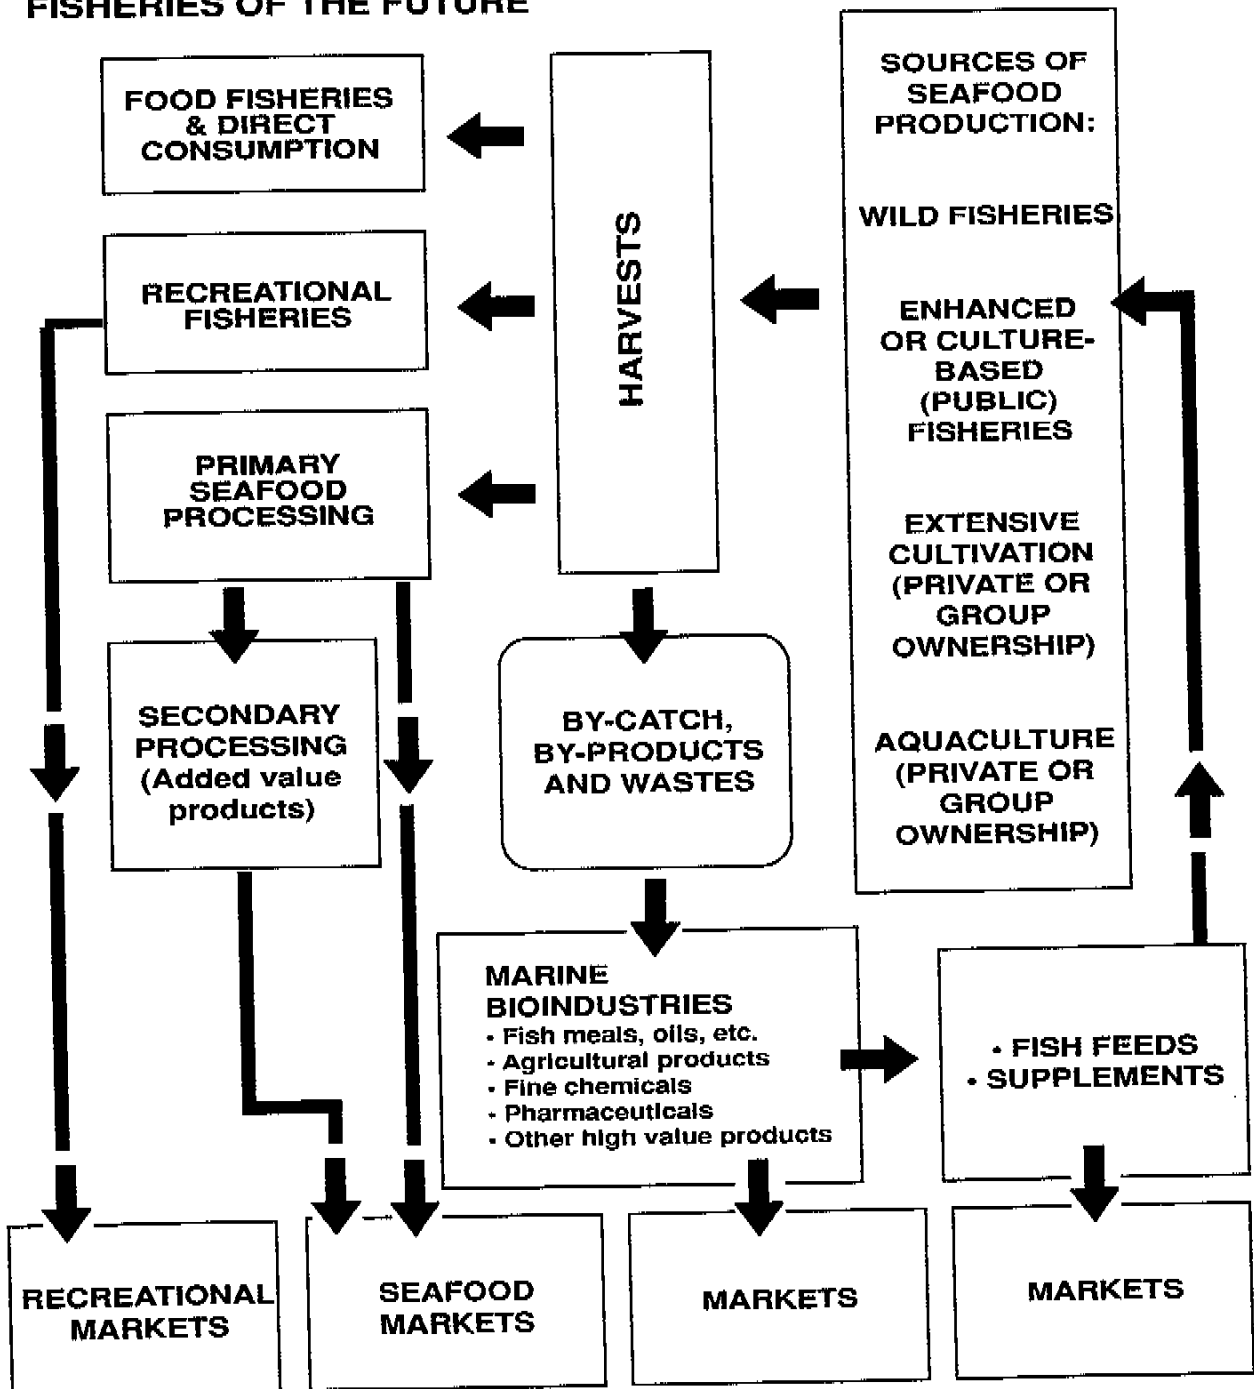 FISHERIES OF THE FUTURE
FOOD FISHERIES
& DIRECT
CONSUMPTION
RECREATIONAL
FISHERIES
PRIMARY
SEAFOOD
PROCESSING
SECONDARY
PROCESSING
(Added value
products)
HARVESTS
BY-CATCH,
BY-PRODUCTS
AND WASTES
SOURCES OF
SEAFOOD
PRODUCTION:
WILD FISHERIES
ENHANCED
OR CULTURE-
BASED
(PUBLIC)
FISHERIES
EXTENSIVE
CULTIVATION
(PRIVATE OR
GROUP
OWNERSHIP)
AQUACULTURE
(PRIVATE OR
GROUP
OWNERSHIP)
MARINE
BIOINDUSTRIES
• Fish meals, oils, etc.
• Agricultural products
• Fine chemicals
• Pharmaceuticals
• Other high value products
• FISH FEEDS
• SUPPLEMENTS
RECREATIONAL
MARKETS
SEAFOOD
MARKETS
MARKETS
MARKETS